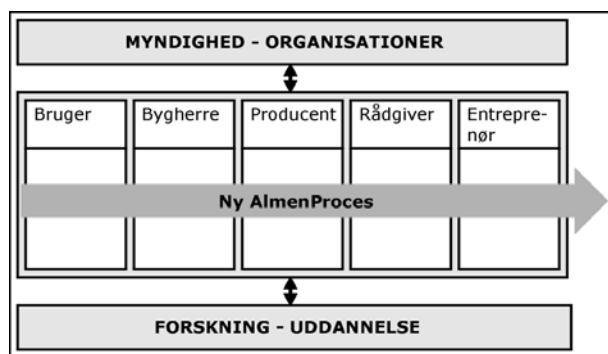 MYNDIGHED - ORGANISATIONER
Bruger
Bygherre
Producent
Rådgiver
Entrepre-
nør
Ny AlmenProces
FORSKNING - UDDANNELSE